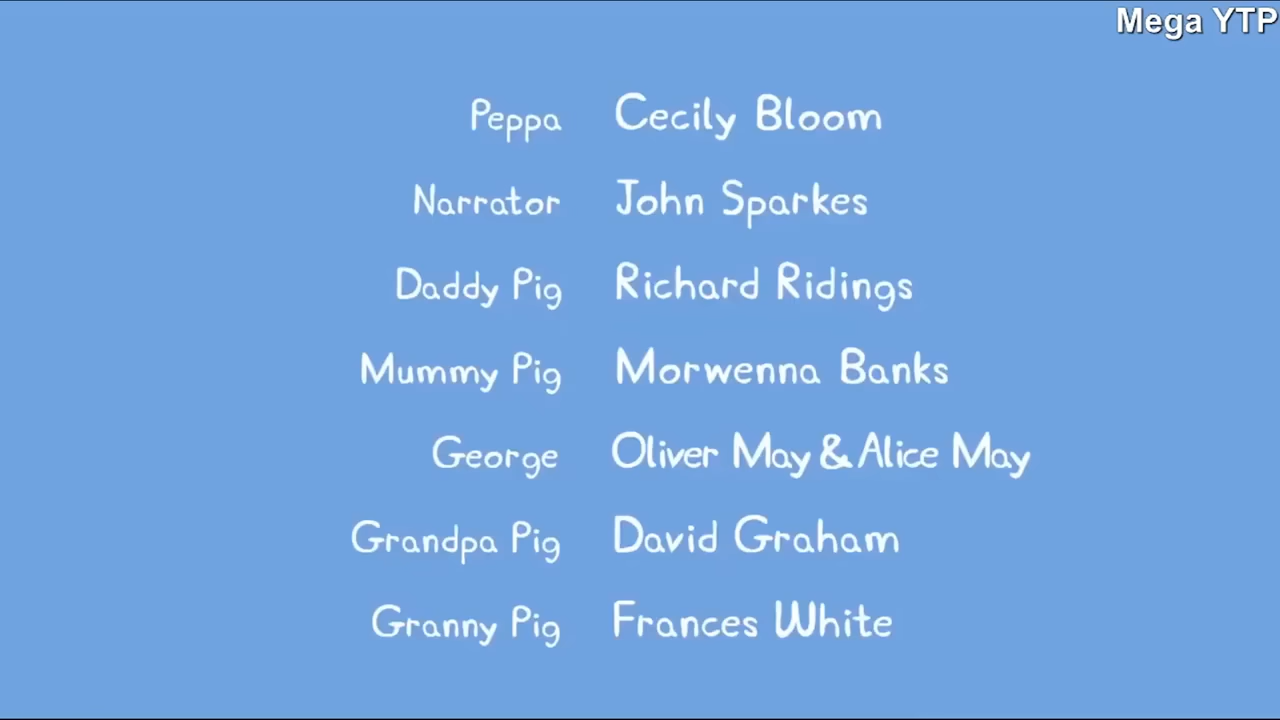 Mega YTP
Peppa Cecily Bloom
Narrator John Sparkes
Daddy Pig Richard Ridings
Mummy Pig Morwenna Banks
George Oliver May & Alice May
Grandpa Pig David Graham
Granny Pig Frances White